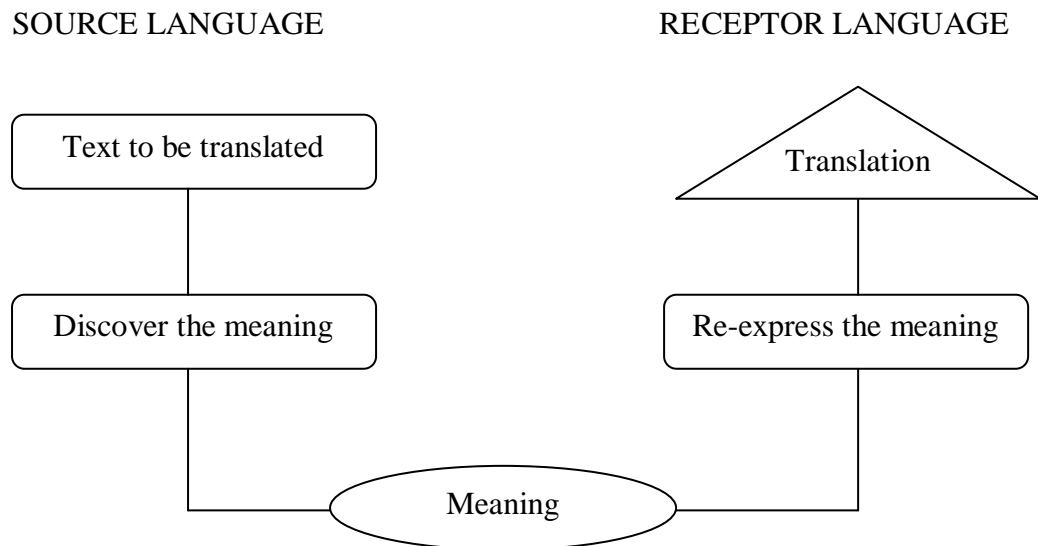 SOURCE LANGUAGE
RECEPTOR LANGUAGE
Text to be translated
Translation
Discover the meaning
Re-express the meaning
Meaning